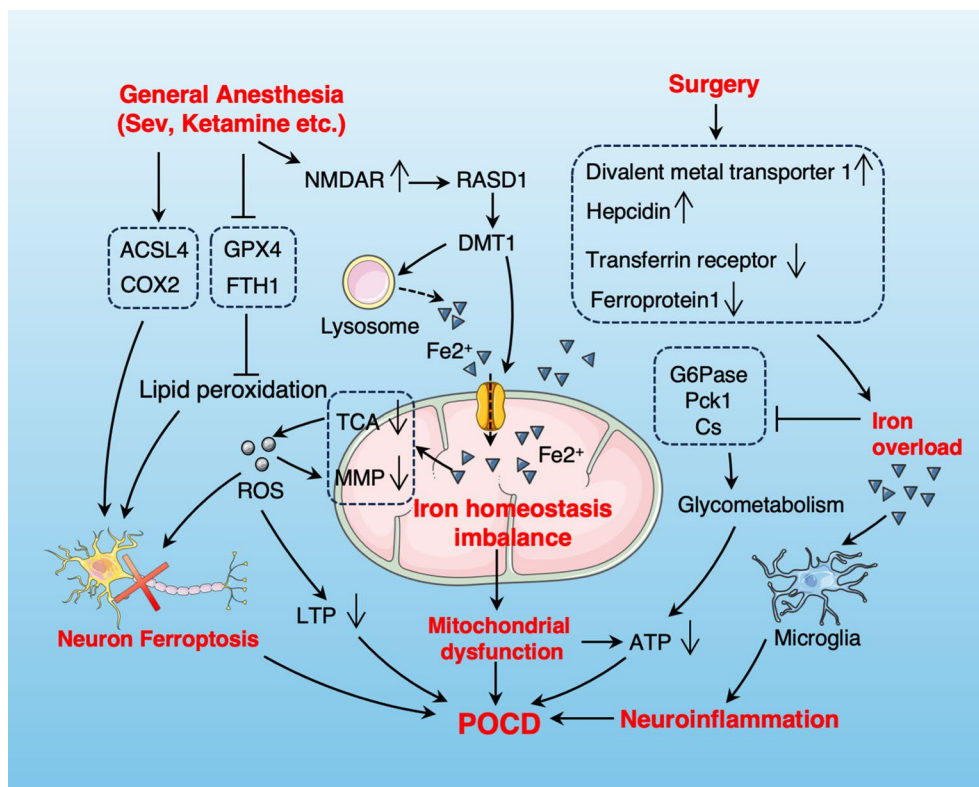 General Anesthesia
(Sev, Ketamine etc.)
Surgery
NMDAR
RASD1
DMT1
Divalent metal transporter 1
Hepcidin
Transferrin receptor
Ferroprotein1
ACSL4
COX2
GPX4
FTH1
Lysosome
Fe2+
Lipid peroxidation
G6Pase
Pck1
Cs
TCA
MMP
Fe2+
Iron
overload
ROS
Iron homeostasis
imbalance
Glycometabolism
LTP
Neuron Ferroptosis
Mitochondrial
dysfunction
ATP
Microglia
POCD
Neuroinflammation